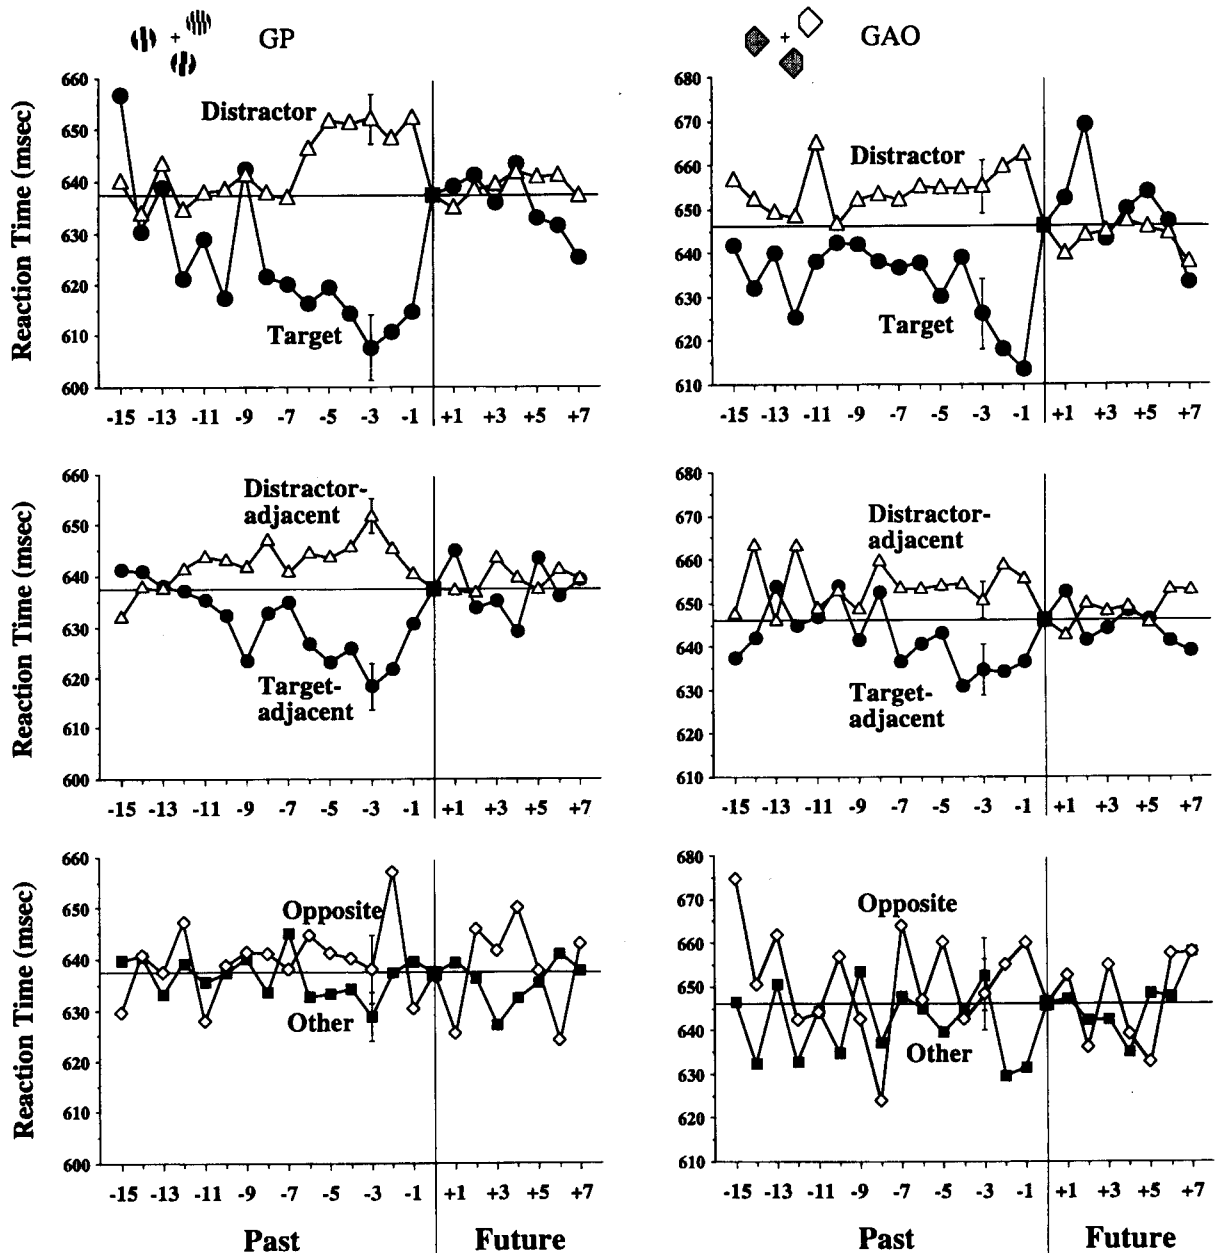 GP
GAO
Reaction Time (msec)
660
650
640
630
620
610
600
Distractor
Target
-15 -13 -11 -9 -7 -5 -3 -1 +1 +3 +5 +7
Reaction Time (msec)
680
670
660
650
640
630
620
610
Distractor
Target
-15 -13 -11 -9 -7 -5 -3 -1 +1 +3 +5 +7
Reaction Time (msec)
660
650
640
630
620
610
600
Distractor-
adjacent
Target-
adjacent
-15 -13 -11 -9 -7 -5 -3 -1 +1 +3 +5 +7
680
670
660
650
640
630
620
610
Distractor-
adjacent
Target-
adjacent
-15 -13 -11 -9 -7 -5 -3 -1 +1 +3 +5 +7
660
650
640
630
620
610
600
Opposite
Other
-15 -13 -11 -9 -7 -5 -3 -1 +1 +3 +5 +7
Past Future
680
670
660
650
640
630
620
610
Opposite
Other
-15 -13 -11 -9 -7 -5 -3 -1 +1 +3 +5 +7
Past Future